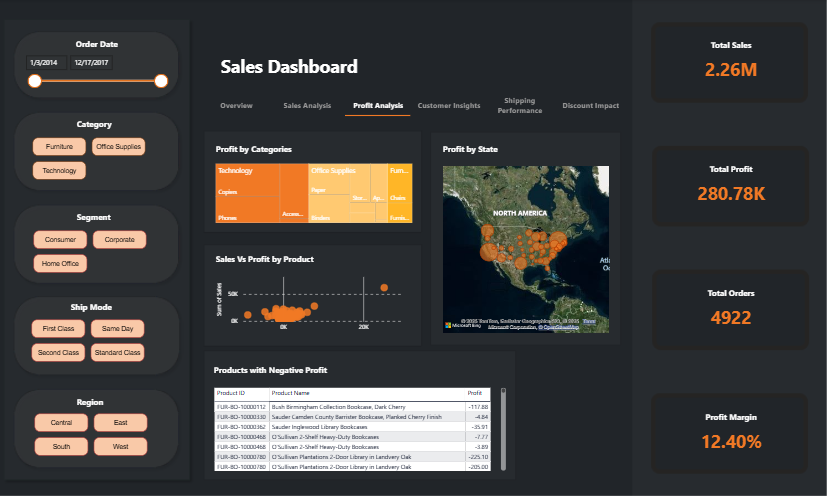 Order Date
1/3/2014 12/17/2017
Category
Furniture Office Supplies
Technology
Segment
Consumer Corporate
Home Office
Ship Mode
First Class Same Day
Second Class Standard Class
Region
Central East
South West
Sales Dashboard
Overview Sales Analysis Profit Analysis Customer Insights Shipping Performance Discount Impact
Profit by Categories
Technology Office Supplies Furn...
Copiers Paper Stor... Ap... Chairs
Phones Access... Binders Furnis...
Profit by State
NORTH AMERICA
Microsoft Bing
Microsoft Corporation, © OpenStreetMap
Sales Vs Profit by Product
Sum of Sales
50K
0K
0K 20K
Products with Negative Profit
Product ID Product Name Profit
FUR-BO-10000112 Bush Birmingham Collection Bookcase, Dark Cherry -117.88
FUR-BO-10000330 Sauder Camden County Barrister Bookcase, Planked Cherry Finish -4.84
FUR-BO-10000362 Sauder Inglewood Library Bookcases -35.91
FUR-BO-10000468 O'Sullivan 2-Shelf Heavy-Duty Bookcases -7.77
FUR-BO-10000468 O'Sullivan 2-Shelf Heavy-Duty Bookcases -3.89
FUR-BO-10000780 O'Sullivan Plantations 2-Door Library in Landvery Oak -225.10
FUR-BO-10000780 O'Sullivan Plantations 2-Door Library in Landvery Oak -205.00
Total Sales
2.26M
Total Profit
280.78K
Total Orders
4922
Profit Margin
12.40%